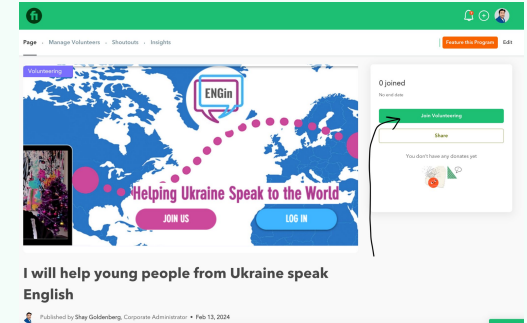 fi
Page • Manage Volunteers • Shoutouts • Insights
Feature this Program
Edit
Volunteering
ENGin
Helping Ukraine Speak to the World
JOIN US
LOG IN
0 joined
No end date
Join Volunteering
Share
You don't have any donates yet
I will help young people from Ukraine speak
English
Published by Shay Goldenberg, Corporate Administrator • Feb 13, 2024